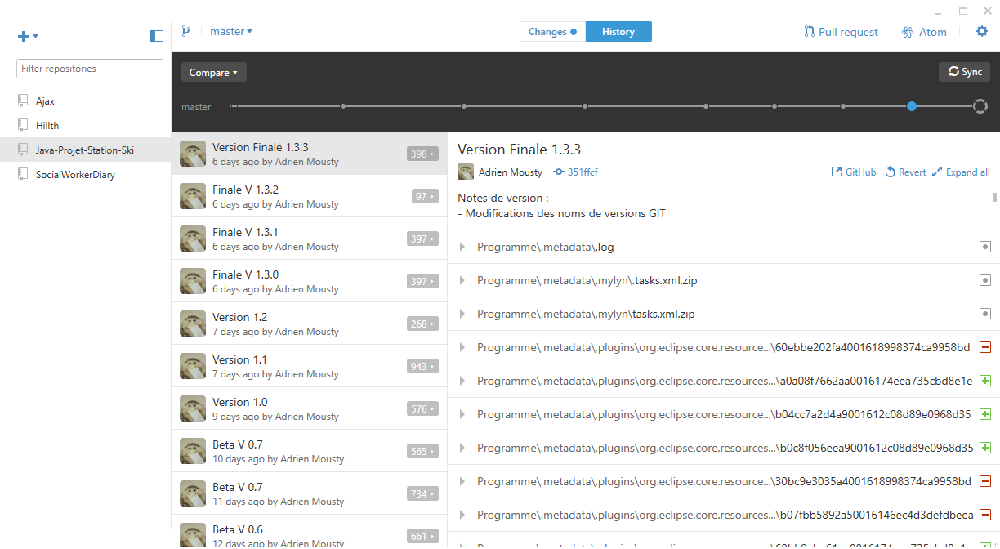 master
Changes
History
Pull request
Atom
Filter repositories
Ajax
Hillth
Java-Projet-Station-Ski
SocialWorkerDiary
Compare
Sync
master
Version Finale 1.3.3
6 days ago by Adrien Mousty
398
Finale V 1.3.2
6 days ago by Adrien Mousty
97
Finale V 1.3.1
6 days ago by Adrien Mousty
397
Finale V 1.3.0
6 days ago by Adrien Mousty
397
Version 1.2
7 days ago by Adrien Mousty
268
Version 1.1
7 days ago by Adrien Mousty
943
Version 1.0
9 days ago by Adrien Mousty
576
Beta V 0.7
10 days ago by Adrien Mousty
565
Beta V 0.7
11 days ago by Adrien Mousty
734
Beta V 0.6
12 days ago by Adrien Mousty
661
Version Finale 1.3.3
Adrien Mousty 351ffcf
GitHub Revert Expand all
Notes de version :
- Modifications des noms de versions GIT
Programme\.metadata\.log
Programme\.metadata\.mylyn\.tasks.xml.zip
Programme\.metadata\.mylyn\tasks.xml.zip
Programme\.metadata\.plugins\org.eclipse.core.resource...\60ebbe202fa4001618998374ca9958bd
Programme\.metadata\.plugins\org.eclipse.core.resources...\a0a08f7662aa0016174eea735cbd8e1e
Programme\.metadata\.plugins\org.eclipse.core.resources...\b04cc7a2d4a9001612c08d89e0968d35
Programme\.metadata\.plugins\org.eclipse.core.resources...\b0c8f056eea9001612c08d89e0968d35
Programme\.metadata\.plugins\org.eclipse.core.resource...\30bc9e3035a4001618998374ca9958bd
Programme\.metadata\.plugins\org.eclipse.core.resources...\b07fbb5892a50016146ec4d3defdbeea